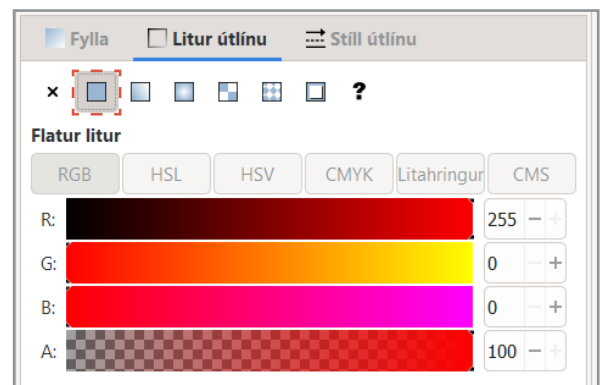 Fylla Litur útlínu Stíll útlínu
× ?
Flatur litur
RGB HSL HSV CMYK Litahringur CMS
R: 255 − +
G: 0 − +
B: 0 − +
A: 100 − +